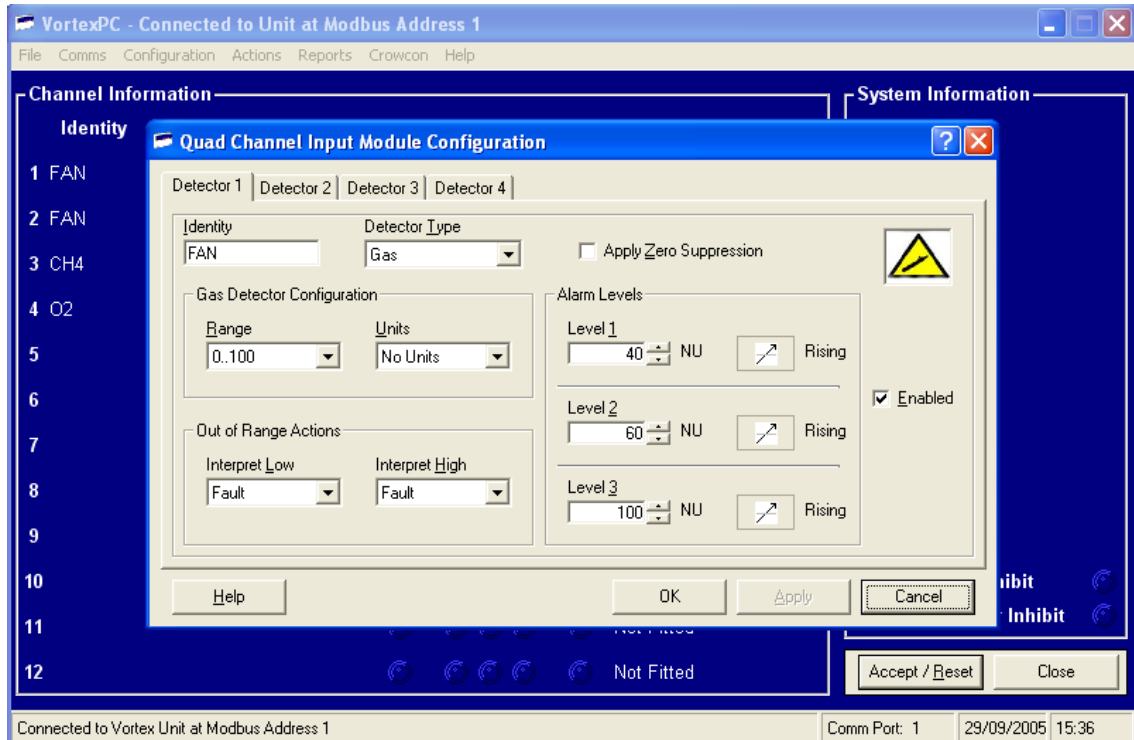 VortexPC - Connected to Unit at Modbus Address 1
File Comms Configuration Actions Reports Crowcon Help
Channel Information
System Information
Identity
1 FAN
2 FAN
3 CH4
4 O2
5
6
7
8
9
10
11
12
Quad Channel Input Module Configuration
Detector 1 Detector 2 Detector 3 Detector 4
Identity
Detector Type
FAN
Gas
Apply Zero Suppression
Gas Detector Configuration
Range
Units
0..100
No Units
Out of Range Actions
Interpret Low
Interpret High
Fault
Fault
Alarm Levels
Level 1
40 NU Rising
Level 2
60 NU Rising
Level 3
100 NU Rising
Enabled
Help
OK
Apply
Cancel
Inhibit
Not Fitted
Not Fitted
Accept / Reset
Close
Connected to Vortex Unit at Modbus Address 1
Comm Port: 1
29/09/2005 15:36